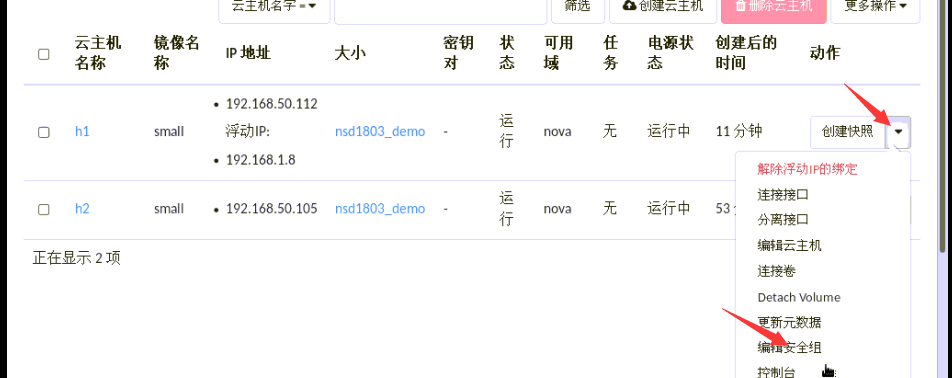 云主机名字 =
筛选
创建云主机
删除云主机
更多操作
云主机名称
镜像名称
IP 地址
大小
密钥对
状态
可用域
任务
电源状态
创建后的时间
动作
h1
small
192.168.50.112
浮动IP:
192.168.1.8
nsd1803_demo
-
运行
nova
无
运行中
11 分钟
创建快照
h2
small
192.168.50.105
nsd1803_demo
-
运行
nova
无
运行中
53
正在显示 2 项
解除浮动IP的绑定
连接接口
分离接口
编辑云主机
连接卷
Detach Volume
更新元数据
编辑安全组
控制台